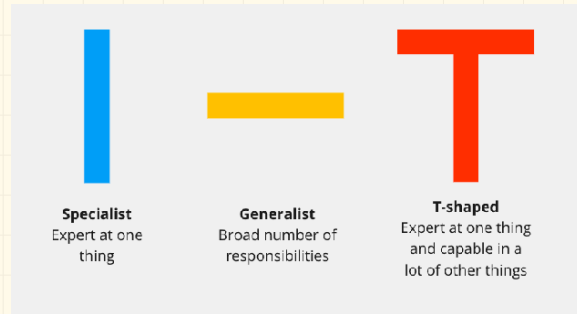 Specialist
Expert at one
thing
Generalist
Broad number of
responsibilities
T-shaped
Expert at one thing
and capable in a
lot of other things